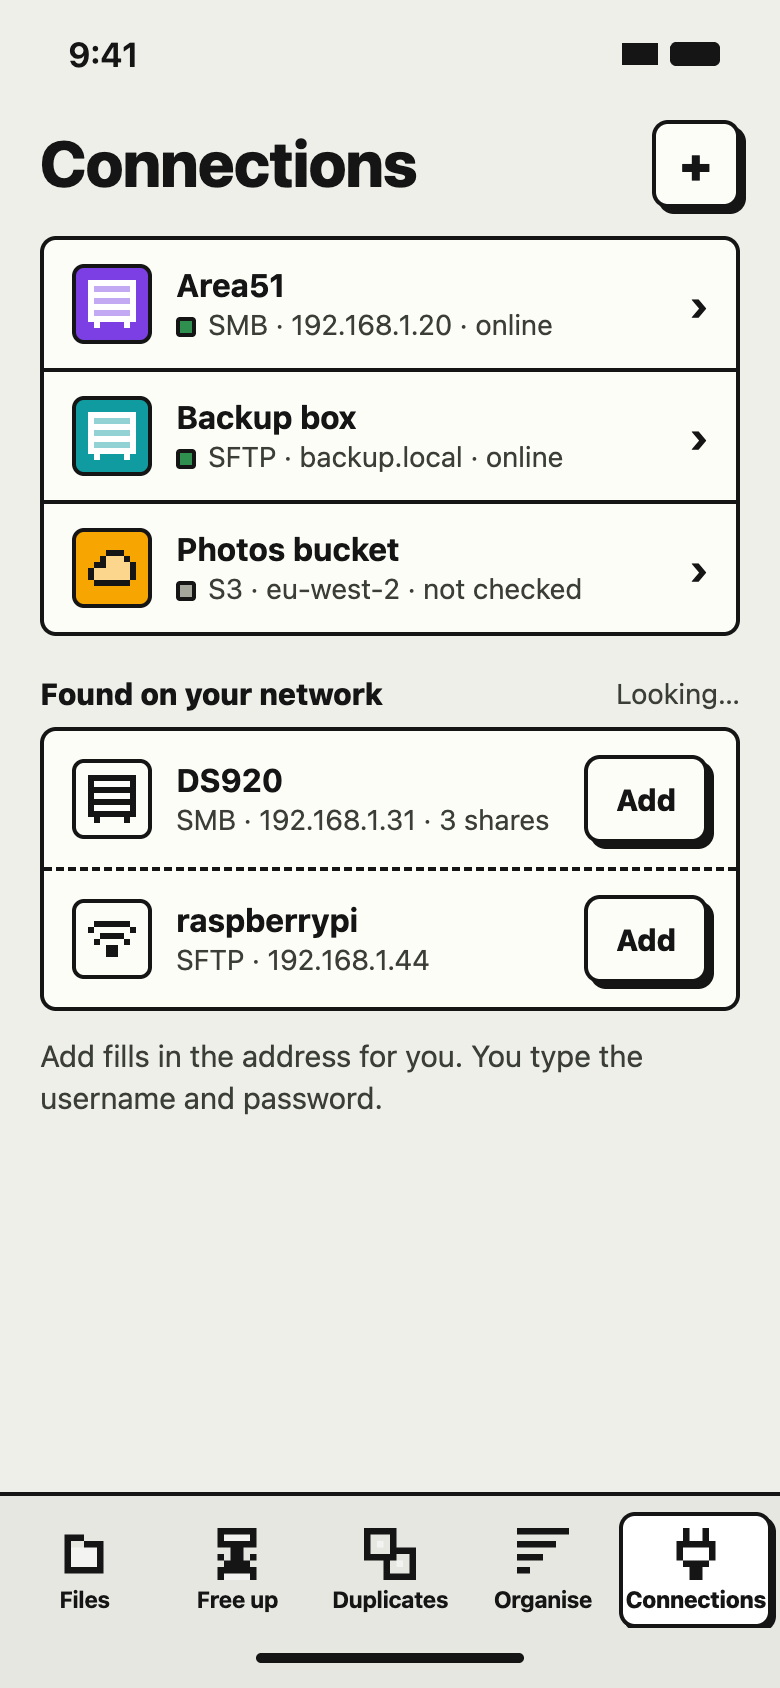 9:41
Connections
+
Area51
SMB · 192.168.1.20 · online
›
Backup box
SFTP · backup.local · online
›
Photos bucket
S3 · eu-west-2 · not checked
›
Found on your network
Looking...
DS920
SMB · 192.168.1.31 · 3 shares
Add
raspberrypi
SFTP · 192.168.1.44
Add
Add fills in the address for you. You type the
username and password.
Files
Free up
Duplicates
Organise
Connections